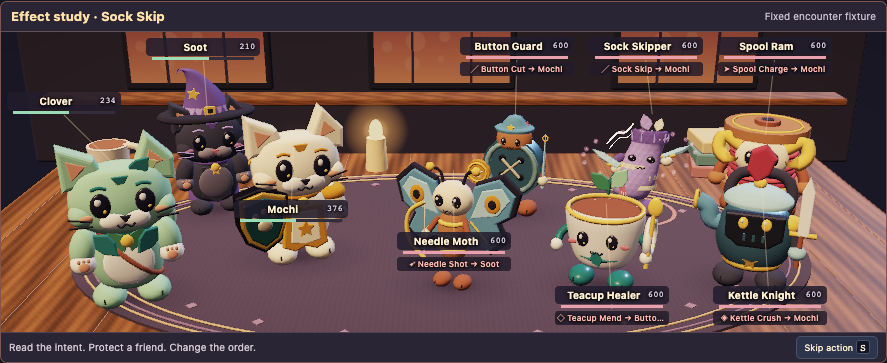 Effect study · Sock Skip
Fixed encounter fixture
Soot 210
Button Guard 600
Button Cut → Mochi
Sock Skipper 600
Sock Skip → Mochi
Spool Ram 600
Spool Charge → Mochi
Clover 234
Mochi 376
Needle Moth 600
Needle Shot → Soot
Teacup Healer 600
Teacup Mend → Butto...
Kettle Knight 600
Kettle Crush → Mochi
Read the intent. Protect a friend. Change the order.
Skip action S